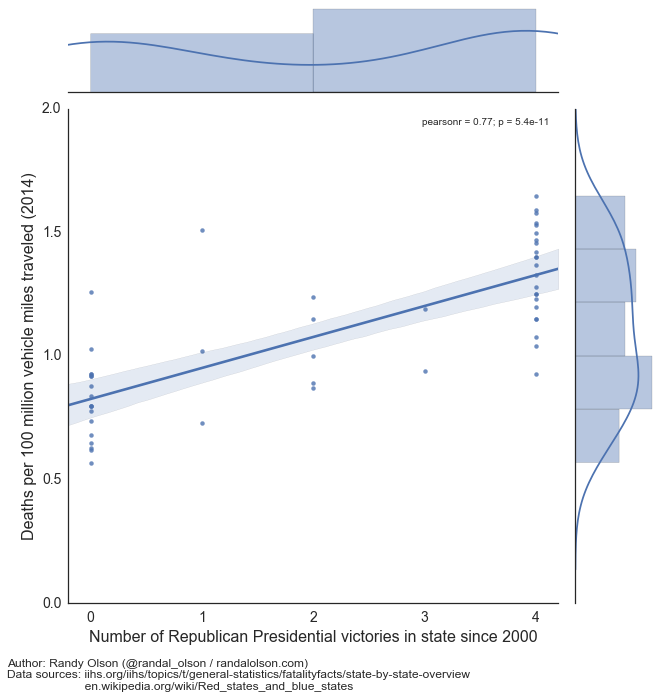 2.0
pearsonr = 0.77; p = 5.4e-11
1.5
1.0
0.5
0.0
Deaths per 100 million vehicle miles traveled (2014)
0 1 2 3 4
Number of Republican Presidential victories in state since 2000
Author: Randy Olson (@randal_olson / randalolson.com)
Data sources: iihs.org/iihs/topics/t/general-statistics/fatalityfacts/state-by-state-overview
en.wikipedia.org/wiki/Red_states_and_blue_states